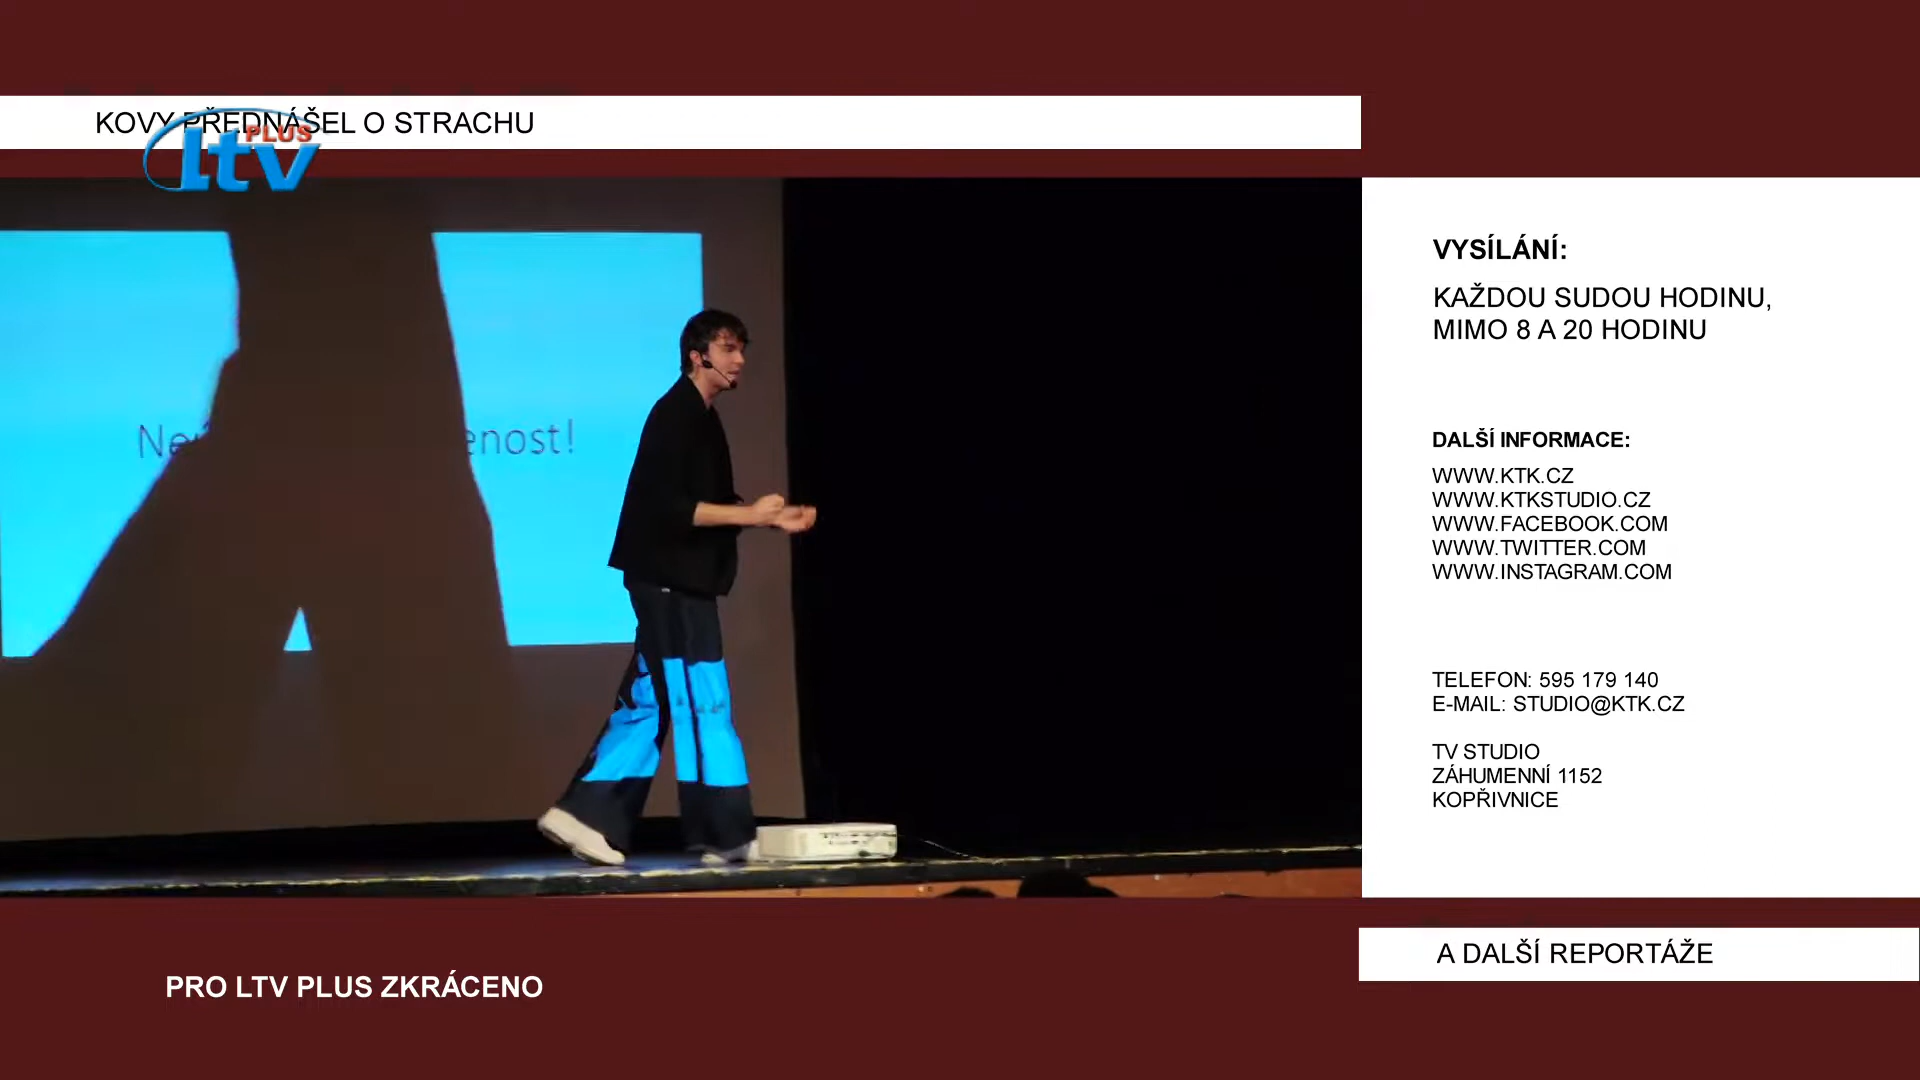 KOVY PŘEDNÁŠEL O STRACHU
ltv PLUS
enost!
VYSÍLÁNÍ:
KAŽDOU SUDOU HODINU,
MIMO 8 A 20 HODINU
DALŠÍ INFORMACE:
WWW.KTK.CZ
WWW.KTKSTUDIO.CZ
WWW.FACEBOOK.COM
WWW.TWITTER.COM
WWW.INSTAGRAM.COM
TELEFON: 595 179 140
E-MAIL: STUDIO@KTK.CZ
TV STUDIO
ZÁHUMENNÍ 1152
KOPŘIVNICE
A DALŠÍ REPORTÁŽE
PRO LTV PLUS ZKRÁCENO